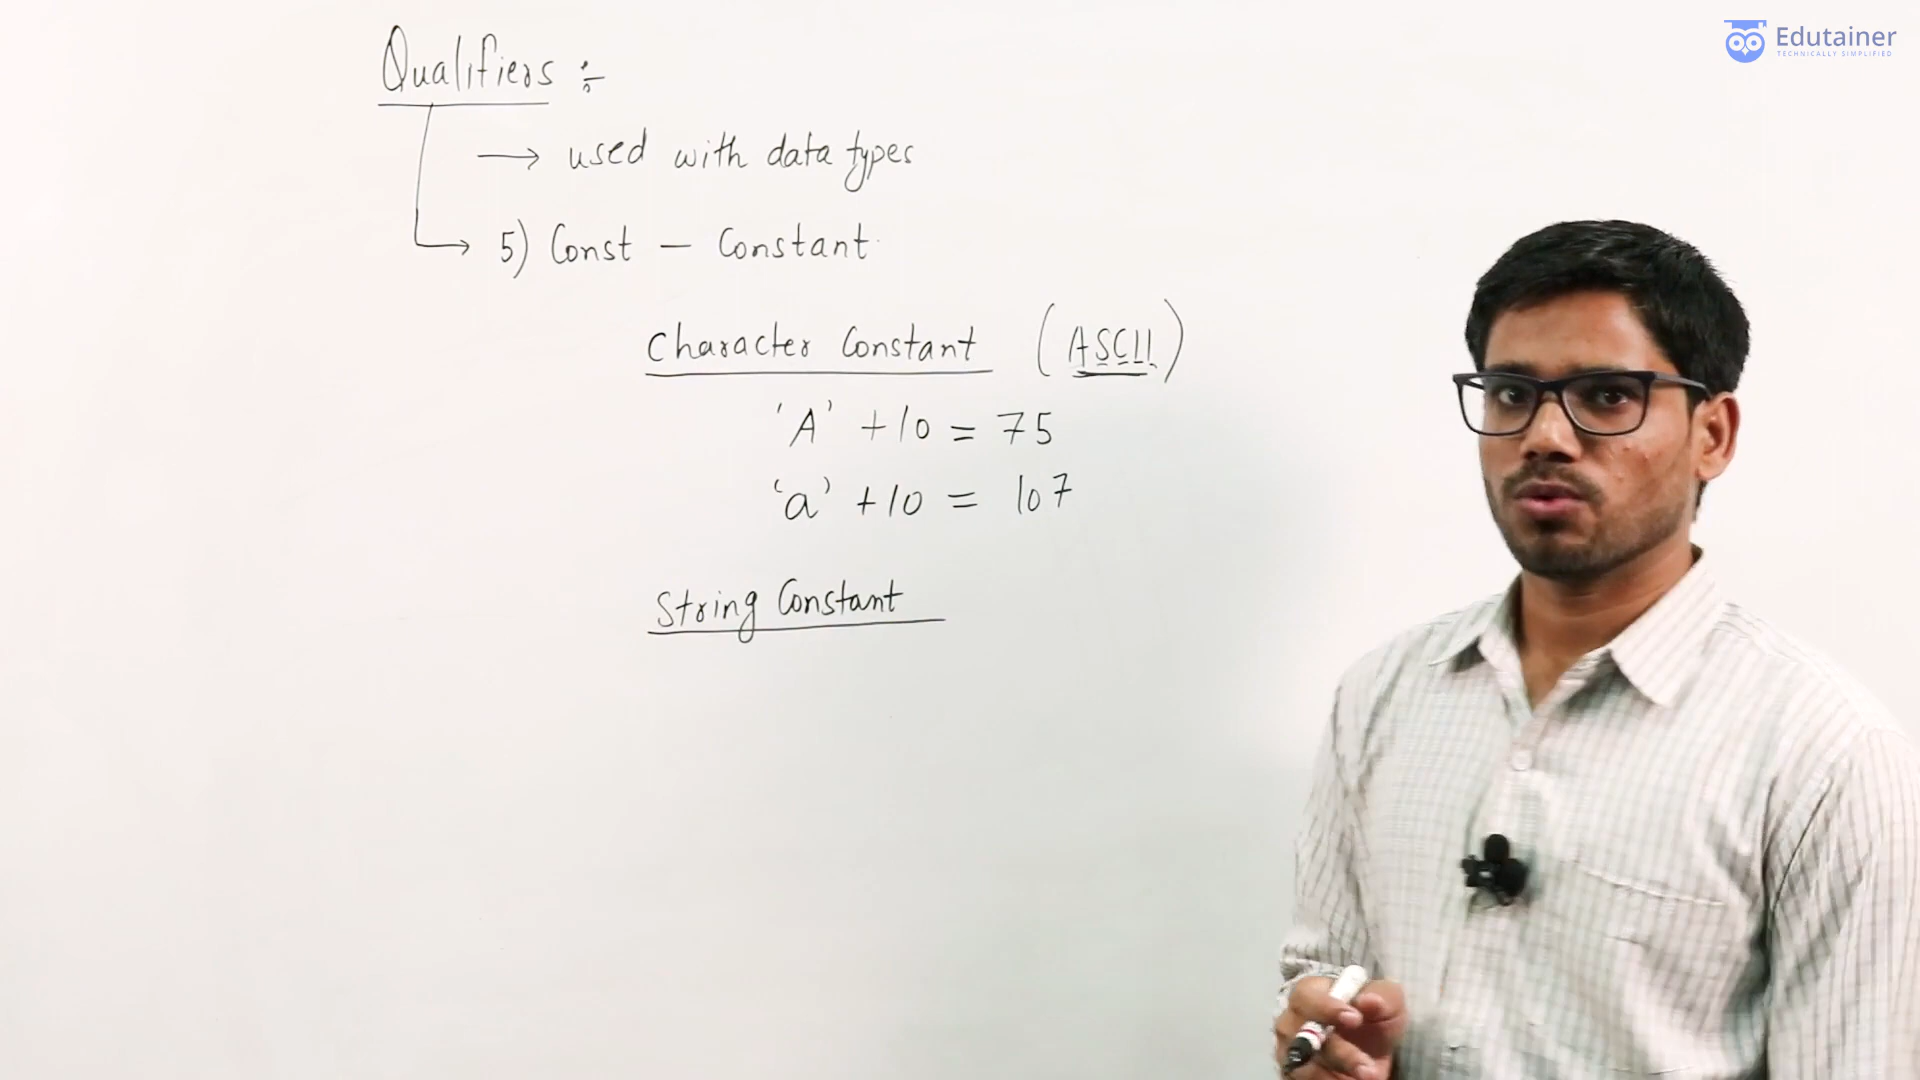 Qualifiers :-
→ used with data types
→ 5) Const — Constant
Character Constant (ASCII)
'A' + 10 = 75
'a' + 10 = 107
String Constant
Edutainer
TECHNICALLY SIMPLIFIED